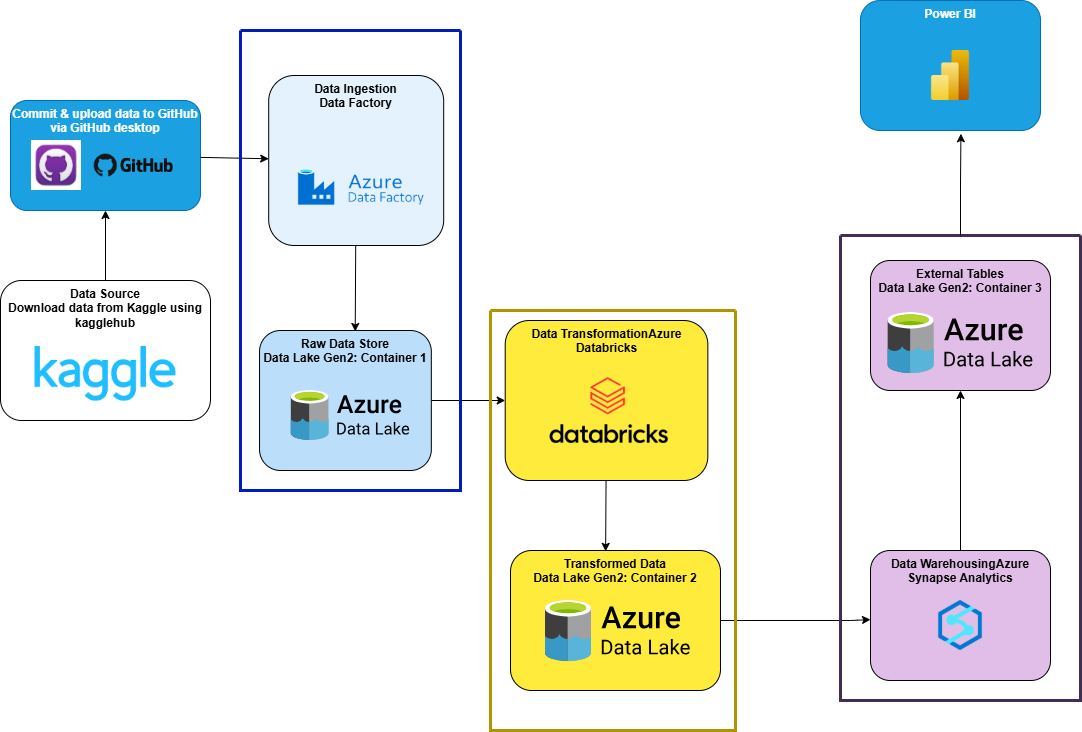 Power BI
Commit & upload data to GitHub
via GitHub desktop
GitHub
Data Source
Download data from Kaggle using
kagglehub
kaggle
Data Ingestion
Data Factory
Azure
Data Factory
Raw Data Store
Data Lake Gen2: Container 1
Azure
Data Lake
Data TransformationAzure
Databricks
databricks
Transformed Data
Data Lake Gen2: Container 2
Azure
Data Lake
External Tables
Data Lake Gen2: Container 3
Azure
Data Lake
Data WarehousingAzure
Synapse Analytics